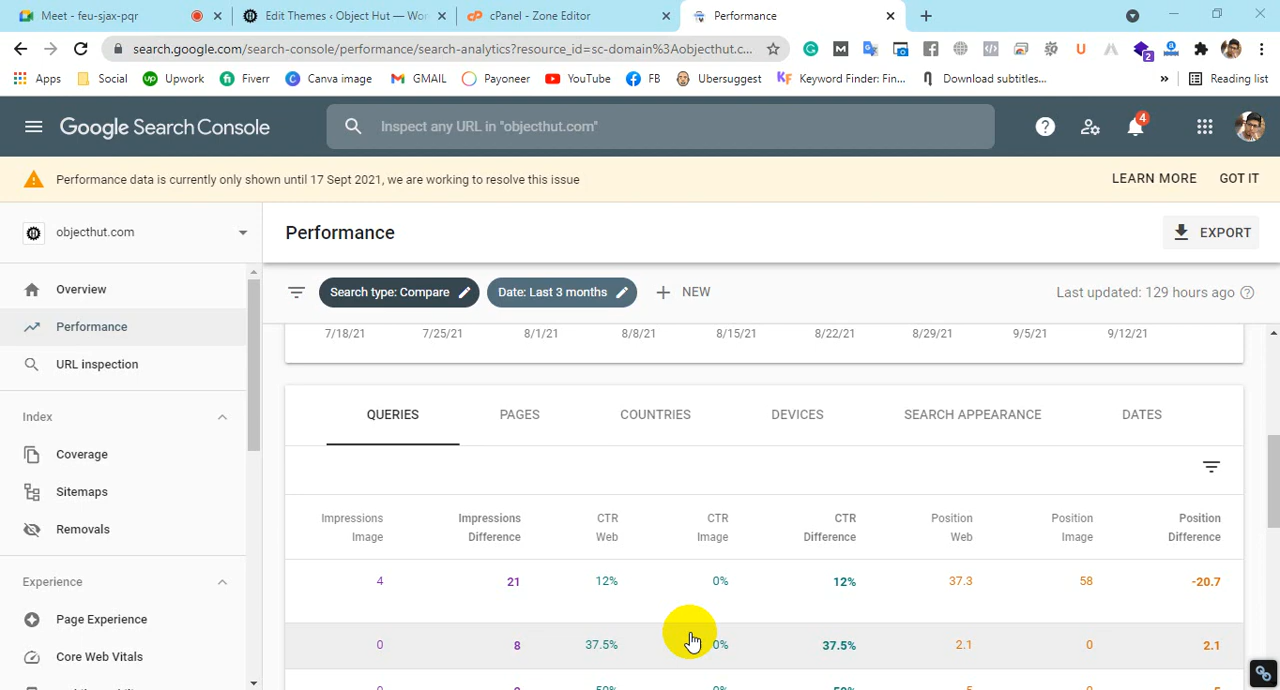 Meet - feu-sjax-pqr
Edit Themes ‹ Object Hut — Wor
cPanel - Zone Editor
Performance
search.google.com/search-console/performance/search-analytics?resource_id=sc-domain%3Aobjecthut.c...
Apps
Social
Upwork
Fiverr
Canva image
GMAIL
Payoneer
YouTube
FB
Ubersuggest
Keyword Finder: Fin...
Download subtitles...
»
Reading list
Google Search Console
Inspect any URL in "objecthut.com"
4
Performance data is currently only shown until 17 Sept 2021, we are working to resolve this issue
LEARN MORE
GOT IT
objecthut.com
Performance
EXPORT
Overview
Performance
URL inspection
Index
Coverage
Sitemaps
Removals
Experience
Page Experience
Core Web Vitals
Search type: Compare
Date: Last 3 months
NEW
Last updated: 129 hours ago
7/18/21 7/25/21 8/1/21 8/8/21 8/15/21 8/22/21 8/29/21 9/5/21 9/12/21
QUERIES PAGES COUNTRIES DEVICES SEARCH APPEARANCE DATES
Impressions Impressions CTR CTR CTR Position Position Position
Image Difference Web Image Difference Web Image Difference
4 21 12% 0% 12% 37.3 58 -20.7
0 8 37.5% 0% 37.5% 2.1 0 2.1